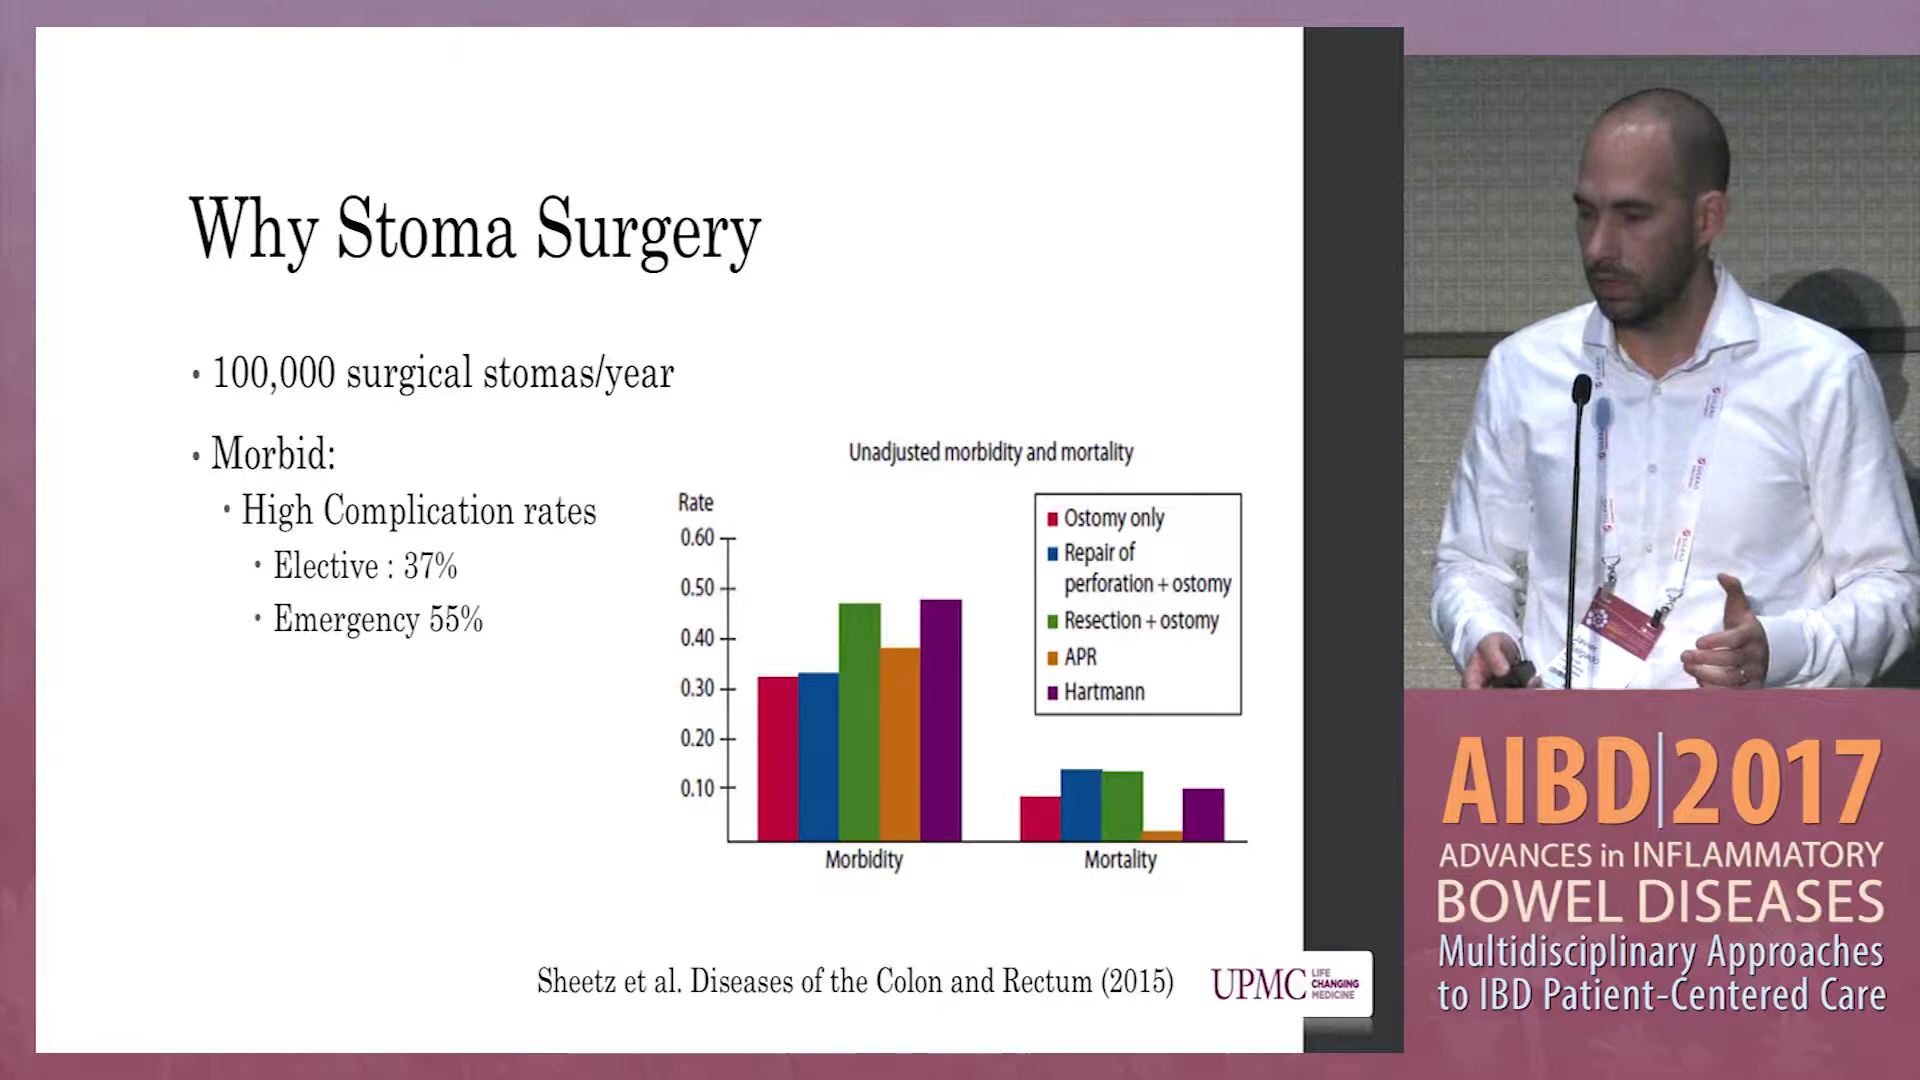 Why Stoma Surgery
• 100,000 surgical stomas/year
• Morbid:
• High Complication rates
• Elective : 37%
• Emergency 55%
Unadjusted morbidity and mortality
Rate
0.60
0.50
0.40
0.30
0.20
0.10
Ostomy only
Repair of
perforation + ostomy
Resection + ostomy
APR
Hartmann
Morbidity
Mortality
Sheetz et al. Diseases of the Colon and Rectum (2015)
UPMC
LIFE
CHANGING
MEDICINE
AIBD|2017
ADVANCES in INFLAMMATORY
BOWEL DISEASES
Multidisciplinary Approaches
to IBD Patient-Centered Care